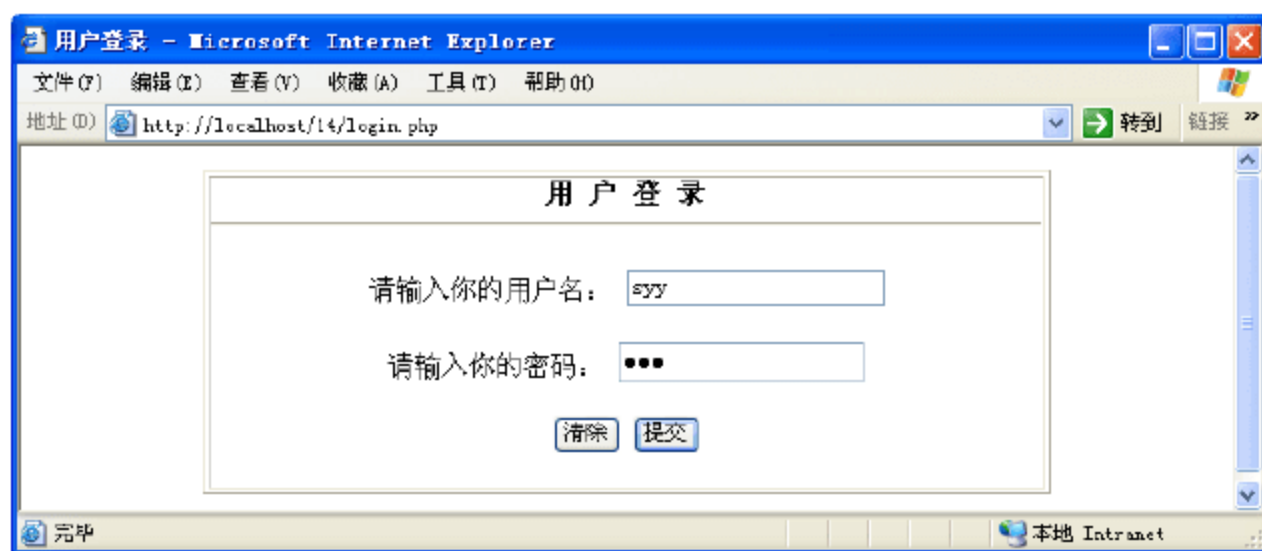 用户登录 - Microsoft Internet Explorer
文件(F) 编辑(E) 查看(V) 收藏(A) 工具(T) 帮助(H)
地址(D) http://localhost/14/login.php 转到 链接 »
用 户 登 录
请输入你的用户名： syy
请输入你的密码： ●●●
清除 提交
完毕 本地 Intranet